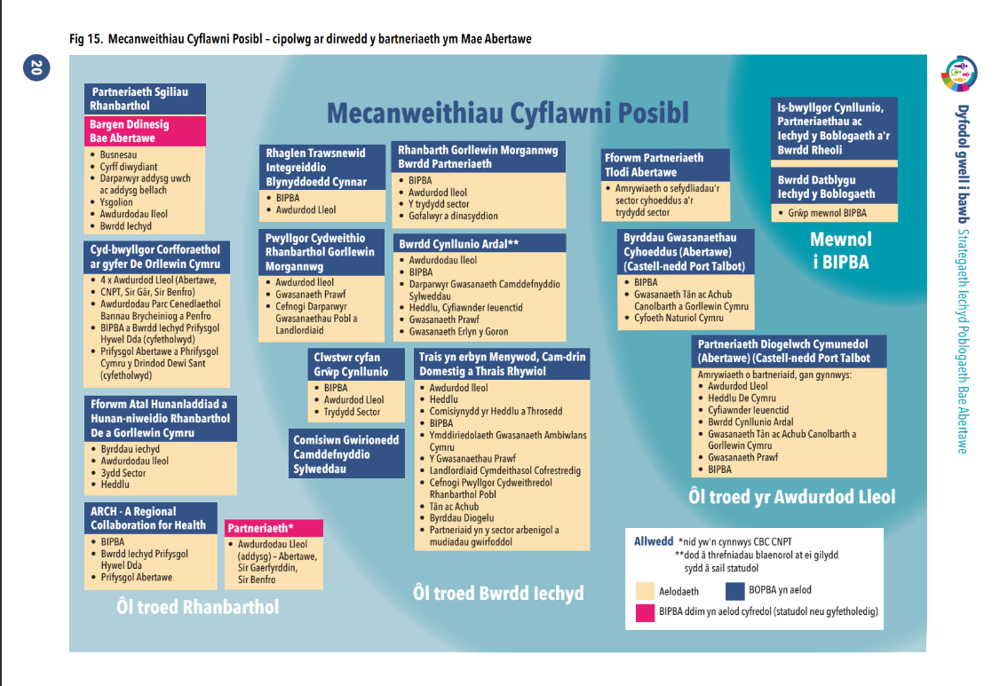 Fig 15. Mecanweithiau Cyflawni Posibl – cipolwg ar dirwedd y bartneriaeth ym Mae Abertawe
20
Mecanweithiau Cyflawni Posibl
Partneriaeth Sgiliau
Rhanbarthol
Bargen Ddinesig
Bae Abertawe
• Busnesau
• Cyrff diwydiant
• Darparwyr addysg uwch
ac addysg bellach
• Ysgolion
• Awdurdodau lleol
• Bwrdd Iechyd
Cyd-bwyllgor Corfforaethol
ar gyfer De Orllewin Cymru
• 4 x Awdurdod Lleol (Abertawe,
• CNPT, Sir Gâr, Sir Benfro)
• Awdurdodau Parc Cenedlaethol
Bannau Brycheiniog a Penfro
• BIPBA a Bwrdd Iechyd Prifysgol
Hywel Dda (cyfetholwyd)
• Prifysgol Abertawe a Phrifysgol
Cymru y Drindod Dewi Sant
(cyfetholwyd)
Fforwm Atal Hunanladdiad a
Hunan-niweidio Rhanbarthol
De a Gorllewin Cymru
• Byrddau iechyd
• Awdurdodau lleol
• 3ydd Sector
• Heddlu
ARCH - A Regional
Collaboration for Health
• BIPBA
• Bwrdd Iechyd Prifysgol
Hywel Dda
• Prifysgol Abertawe
Partneriaeth*
• Awdurdodau Lleol
(addysg) – Abertawe,
Sir Gaerfyrddin,
Sir Benfro
Ôl troed Rhanbarthol
Rhaglen Trawsnewid
Integreiddio
Blynyddoedd Cynnar
• BIPBA
• Awdurdod Lleol
Pwyllgor Cydweithio
Rhanbarthol Gorllewin
Morgannwg
• Awdurdod lleol
• Gwasanaeth Prawf
• Cefnogi Darparwyr
Gwasanaethau Pobl a
Landlordiaid
Clwstwr cyfan
Grŵp Cynllunio
• BIPBA
• Awdurdod Lleol
• Trydydd Sector
Comisiwn Gwirionedd
Camddefnyddio
Sylweddau
Rhanbarth Gorllewin Morgannwg
Bwrdd Partneriaeth
• BIPBA
• Awdurdod lleol
• Y trydydd sector
• Gofalwyr a dinasyddion
Bwrdd Cynllunio Ardal**
• Awdurdodau lleol
• BIPBA
• Darparwyr Gwasanaeth Camddefnyddio
Sylweddau
• Heddlu, Cyfiawnder Ieuenctid
• Gwasanaeth Prawf
• Gwasanaeth Erlyn y Goron
Trais yn erbyn Menywod, Cam-drin
Domestig a Thrais Rhywiol
• Awdurdod lleol
• Heddlu
• Comisiynydd yr Heddlu a Throsedd
• BIPBA
• Ymddiriedolaeth Gwasanaeth Ambiwlans
Cymru
• Y Gwasanaethau Prawf
• Landlordiaid Cymdeithasol Cofrestredig
• Cefnogi Pwyllgor Cydweithredol
Rhanbarthol Pobl
• Tân ac Achub
• Byrddau Diogelu
• Partneriaid yn y sector arbenigol a
mudiadau gwirfoddol
Ôl troed Bwrdd Iechyd
Fforwm Partneriaeth
Tlodi Abertawe
• Amrywiaeth o sefydliadau'r
sector cyhoeddus a'r
trydydd sector
Byrddau Gwasanaethau
Cyhoeddus (Abertawe)
(Castell-nedd Port Talbot)
• BIPBA
• Gwasanaeth Tân ac Achub
Canolbarth a Gorllewin Cymru
• Cyfoeth Naturiol Cymru
Partneriaeth Diogelwch Cymunedol
(Abertawe) (Castell-nedd Port Talbot
Amrywiaeth o bartneriaid, gan gynnwys:
• Awdurdod Lleol
• Heddlu De Cymru
• Cyfiawnder Ieuenctid
• Bwrdd Cynllunio Ardal
• Gwasanaeth Tân ac Achub Canolbarth a
Gorllewin Cymru
• Gwasanaeth Prawf
• BIPBA
Ôl troed yr Awdurdod Lleol
Is-bwyllgor Cynllunio,
Partneriaethau ac
Iechyd y Boblogaeth a'r
Bwrdd Rheoli
Bwrdd Datblygu
Iechyd y Boblogaeth
• Grŵp mewnol BIPBA
Mewnol
i BIPBA
Allwedd *nid yw'n cynnwys CBC CNPT
**dod â threfniadau blaenorol at ei gilydd
sydd â sail statudol
Aelodaeth
BOPBA yn aelod
BIPBA ddim yn aelod cyfredol (statudol neu gyfetholedig)
Dyfodol gwell i bawb Strategaeth Iechyd Poblogaeth Bae Abertawe